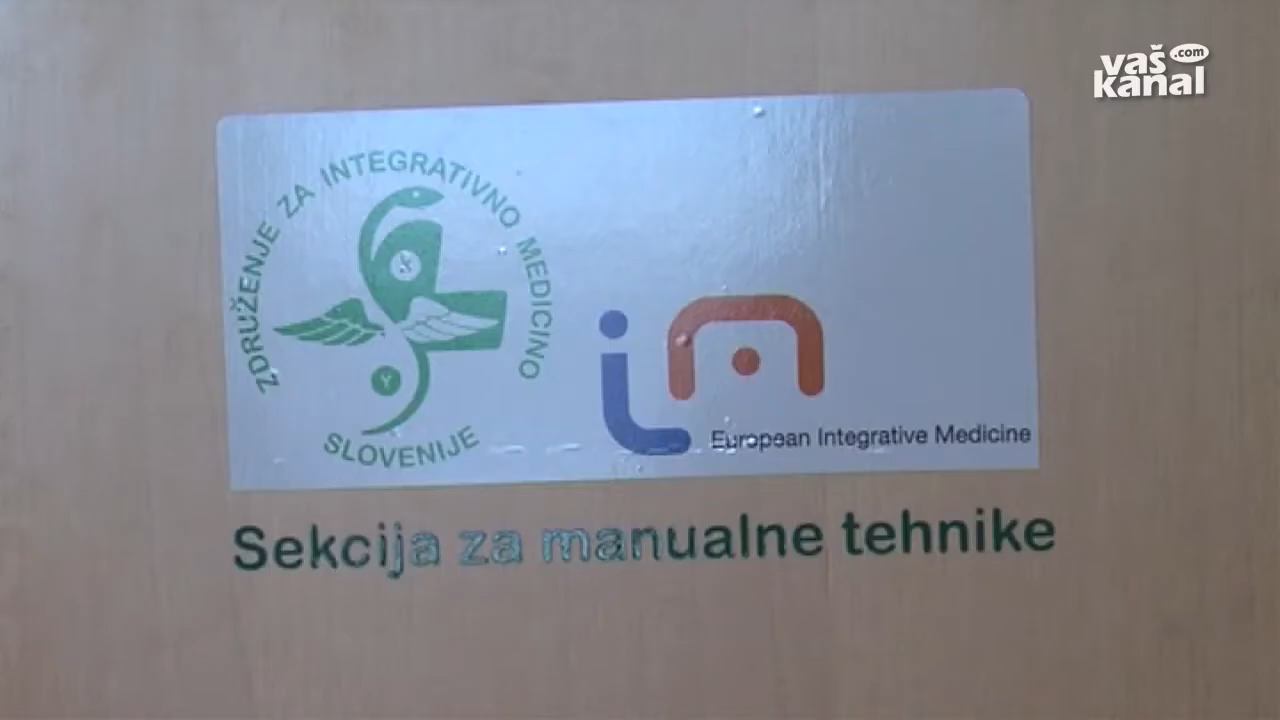 vaš .com
kanal
ZDRUŽENJE ZA INTEGRATIVNO MEDICINO
SLOVENIJE
X
Y
European Integrative Medicine
Sekcija za manualne tehnike